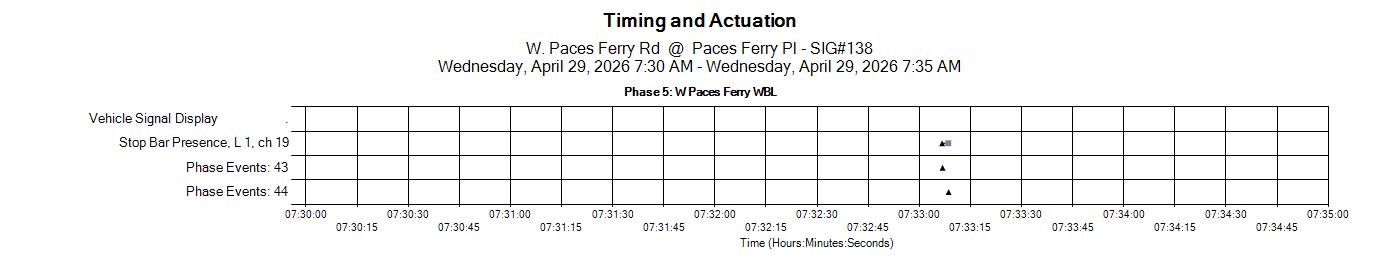 Timing and Actuation
W. Paces Ferry Rd @ Paces Ferry Pl - SIG#138
Wednesday, April 29, 2026 7:30 AM - Wednesday, April 29, 2026 7:35 AM
Phase 5: W Paces Ferry WBL
Vehicle Signal Display .
Stop Bar Presence, L 1, ch 19
Phase Events: 43
Phase Events: 44
07:30:00 07:30:30 07:31:00 07:31:30 07:32:00 07:32:30 07:33:00 07:33:30 07:34:00 07:34:30 07:35:00
07:30:15 07:30:45 07:31:15 07:31:45 07:32:15 07:32:45 07:33:15 07:33:45 07:34:15 07:34:45
Time (Hours:Minutes:Seconds)